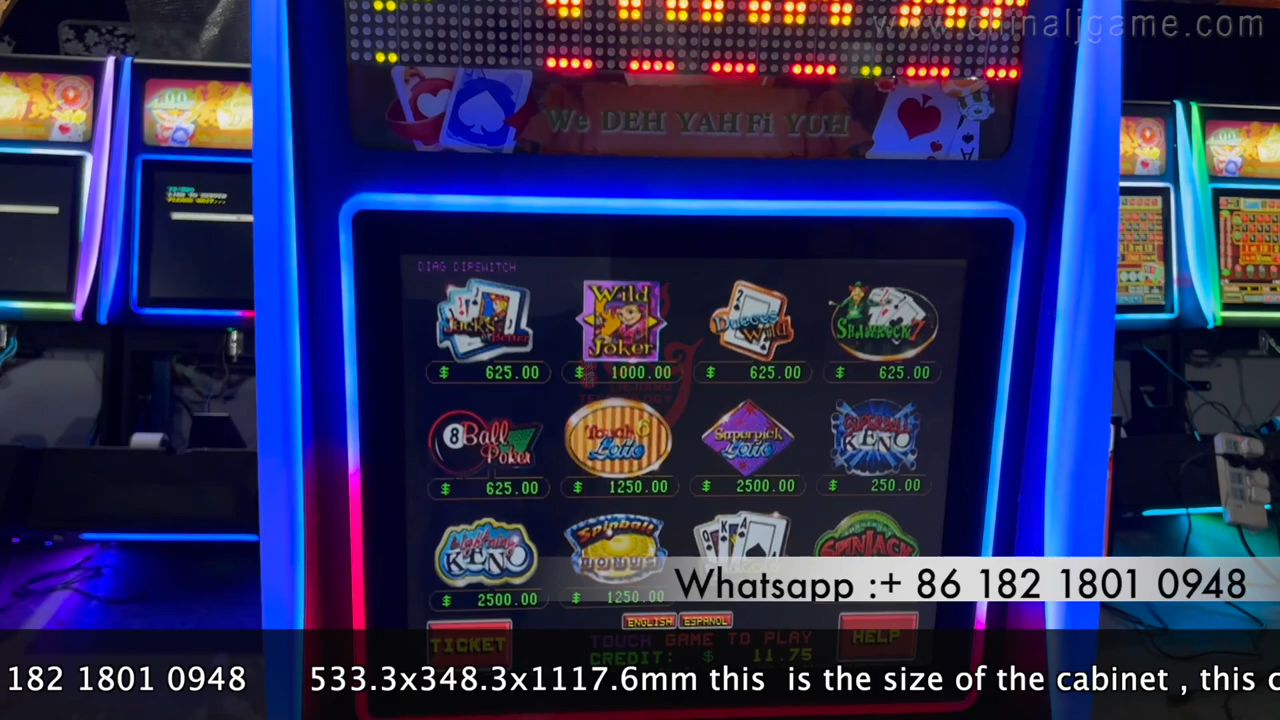 www.chinaljgame.com
We DEH YAH Fi YUH
DIAG DIPSWITCH
Jacks Better
Wild Joker
Dueces Wild
Shamrock 7
$ 625.00
$ 1000.00
$ 625.00
$ 625.00
8 Ball Poker
Touch 6 Lotto
Superpick Lotto
SUPERBALL KENO
$ 625.00
$ 1250.00
$ 2500.00
$ 250.00
Lightning KENO
Spinball BONUS
Q K A
SPINJACK
$ 2500.00
$ 1250.00
Whatsapp :+ 86 182 1801 0948
ENGLISH ESPANOL
TICKET
TOUCH GAME TO PLAY
CREDIT: $ 11.75
HELP
182 1801 0948 533.3x348.3x1117.6mm this is the size of the cabinet , this c